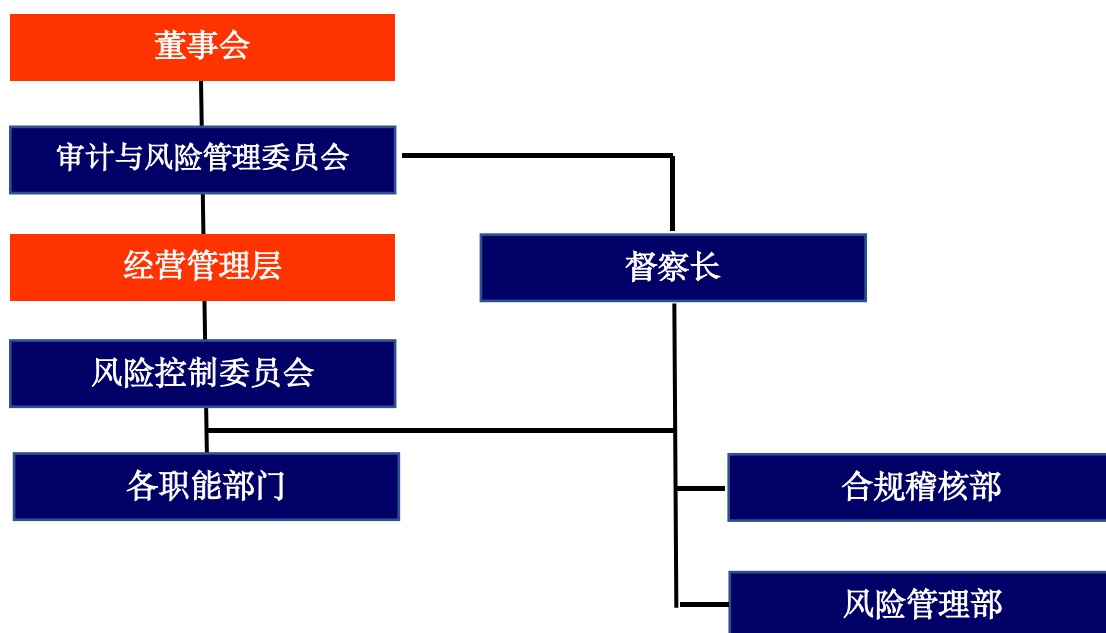 董事会
审计与风险管理委员会
经营管理层
督察长
风险控制委员会
各职能部门
合规稽核部
风险管理部